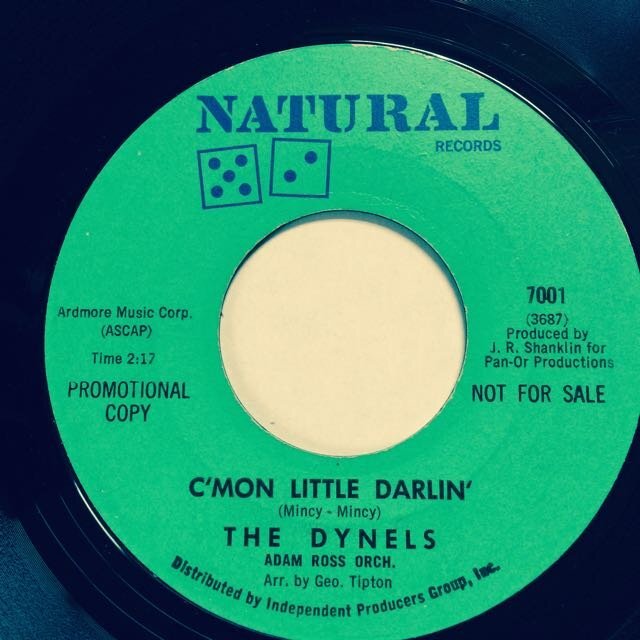 NATURAL
RECORDS
Ardmore Music Corp.
(ASCAP)
Time 2:17
PROMOTIONAL
COPY
7001
(3687)
Produced by
J. R. Shanklin for
Pan-Or Productions
NOT FOR SALE
C'MON LITTLE DARLIN'
(Mincy - Mincy)
THE DYNELS
ADAM ROSS ORCH.
Arr. by Geo. Tipton
Distributed by Independent Producers Group, Inc.